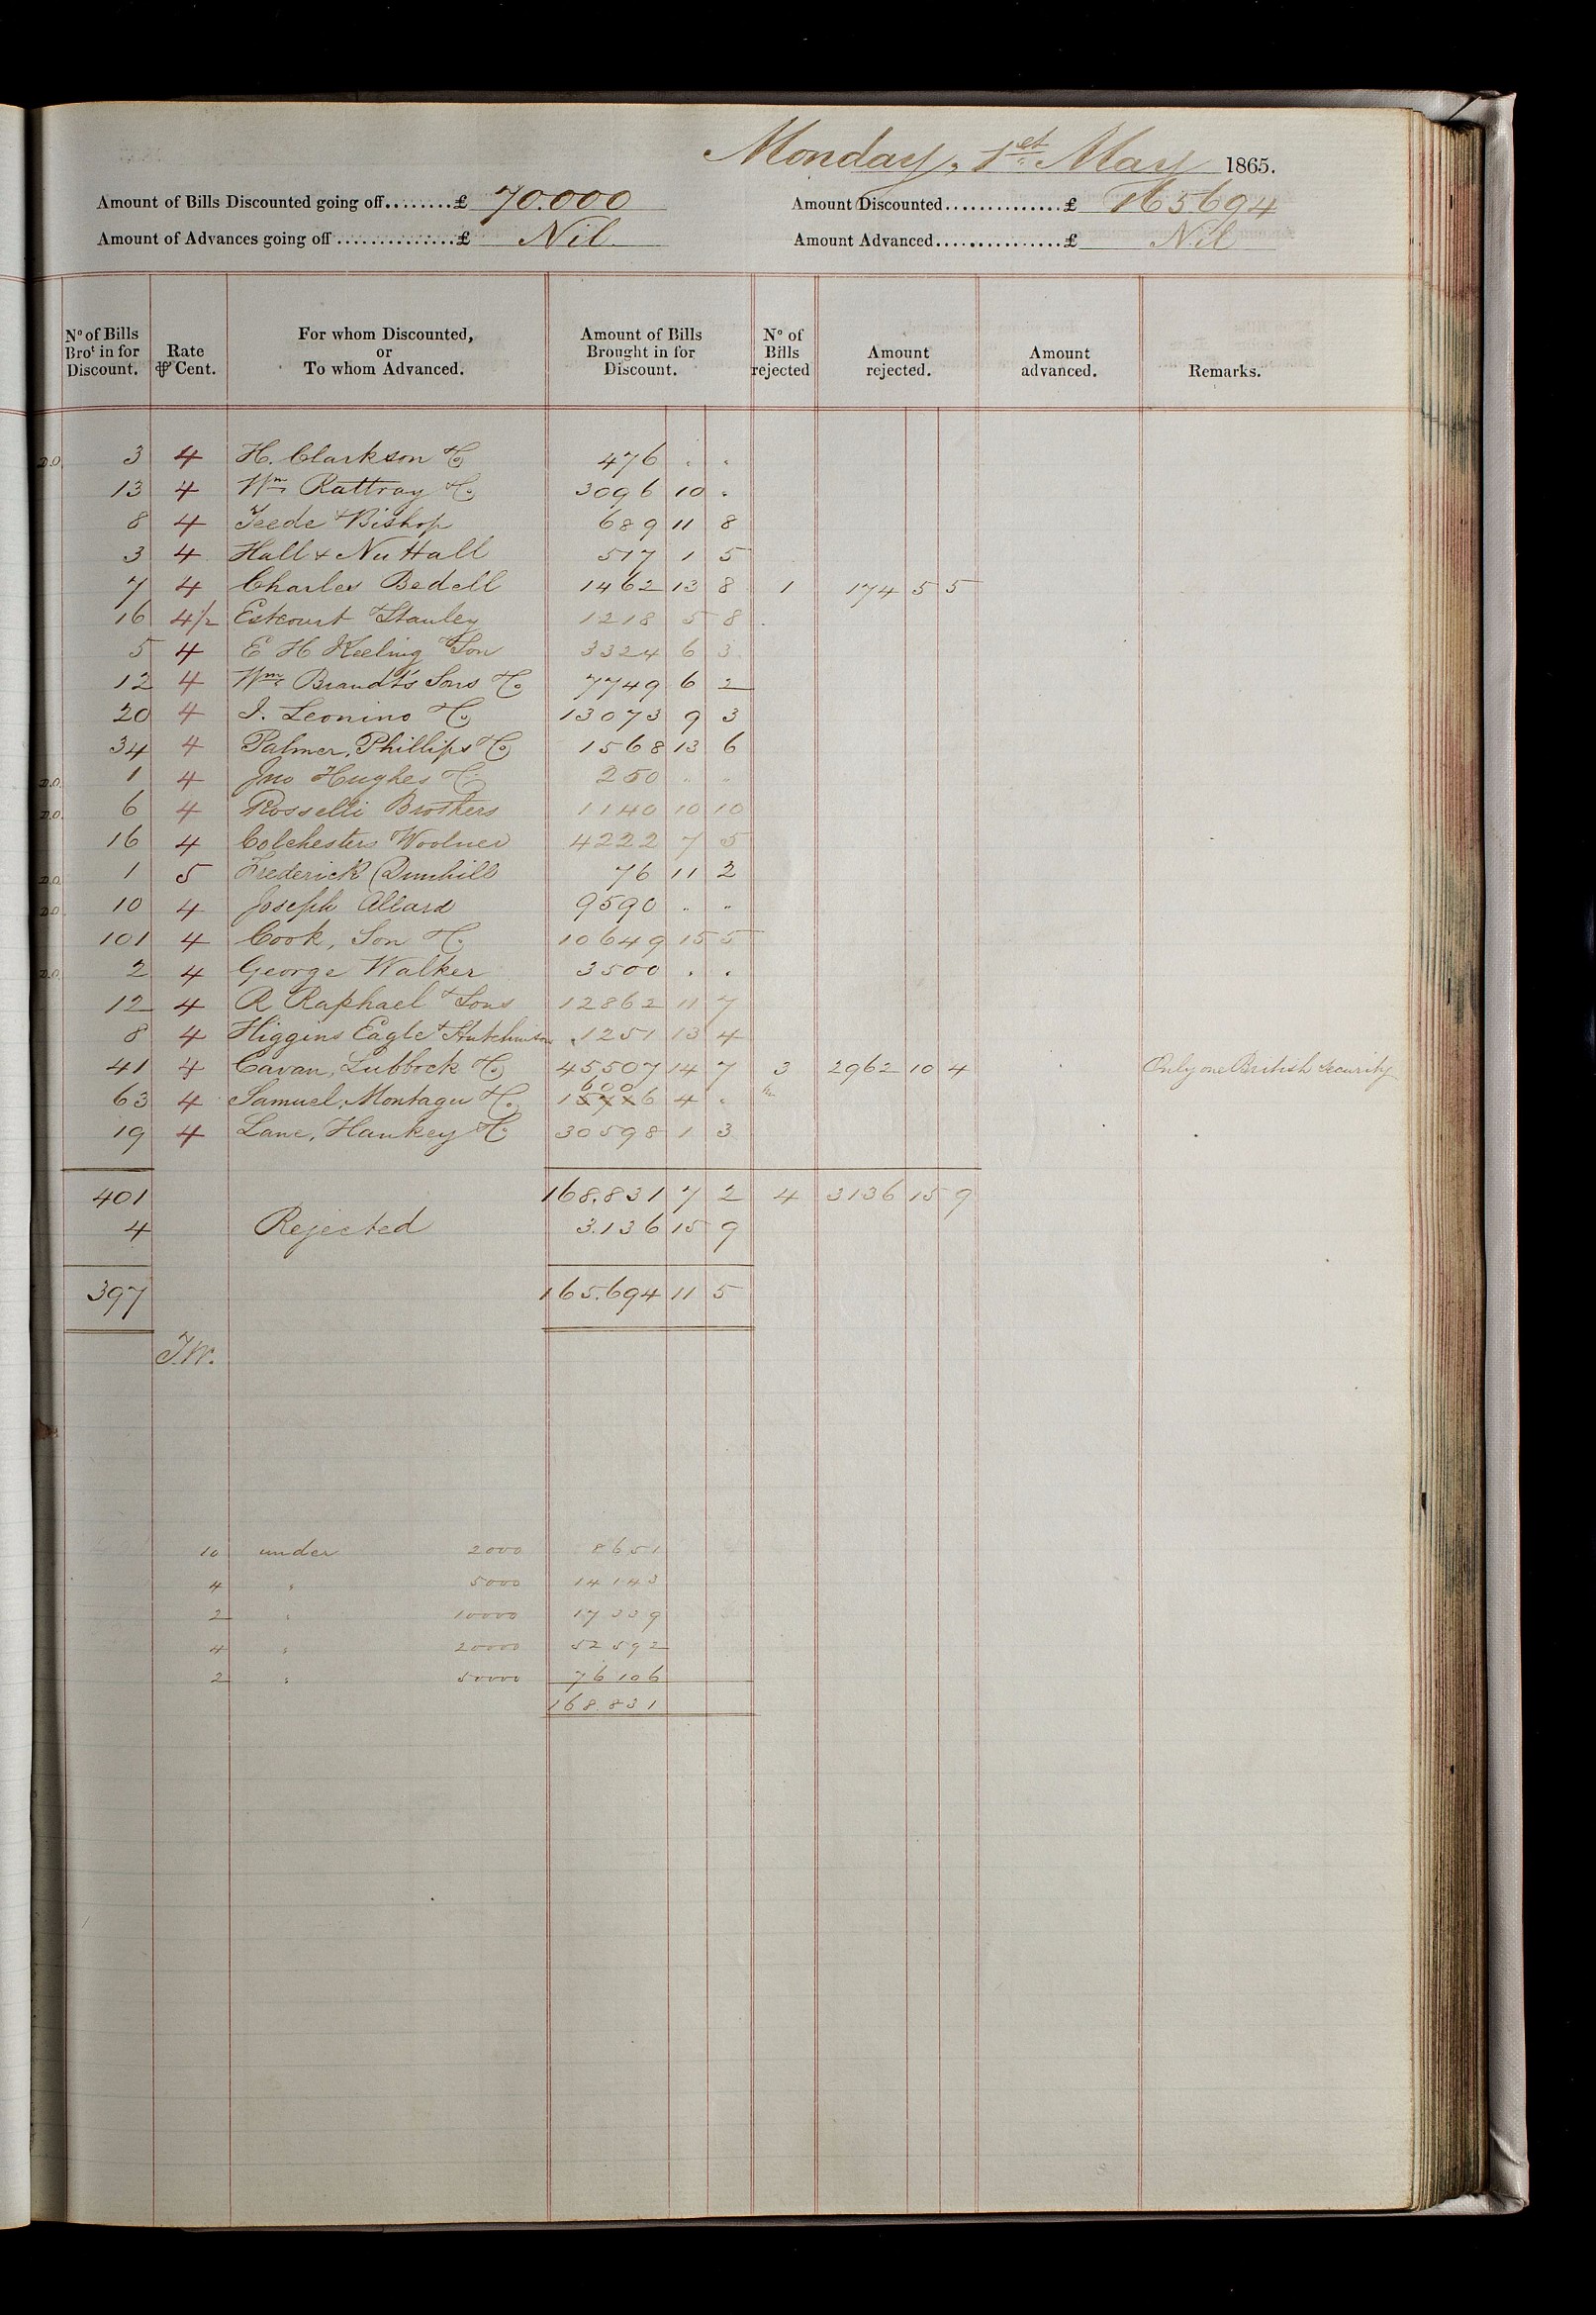 Monday, 1st May 1865.
Amount of Bills Discounted going off........£ 70.000 Amount Discounted..............£ 165694
Amount of Advances going off...............£ Nil Amount Advanced................£ Nil
No of Bills Brot in for Discount. Rate ⅌ Cent. For whom Discounted, or To whom Advanced. Amount of Bills Brought in for Discount. No of Bills rejected Amount rejected. Amount advanced. Remarks.
D.O. 3 4 H. Clarkson & Co 476 . .
13 4 Wm Rattray & Co 3096 10 .
8 4 Teede & Bishop 689 11 8
3 4 Hall & Nuttall 517 1 5
7 4 Charles Bedell 1462 13 8 1 174 5 5
16 4½ Estcourt & Stanley 1218 5 8
5 4 E H Keeling & Son 3324 6 3
12 4 Wm Brandt's Sons & Co 7749 6 2
20 4 I. Leonino & Co 13073 9 3
34 4 Palmer, Phillips & Co 1568 13 6
D.O. 1 4 Jno Hughes & Co 250 " "
D.O. 6 4 Rosselli Brothers 1140 10 10
16 4 Colchesters & Woolner 4222 7 5
D.O. 1 5 Frederick Dunhill 76 11 2
D.O. 10 4 Joseph Allard 9590 " "
101 4 Cook, Son & Co 10649 15 5
D.O. 2 4 George Walker 3500 . .
12 4 R Raphael & Sons 12862 11 7
8 4 Higgins Eagle & Hutchinson 1251 13 4
41 4 Cavan, Lubbock & Co 45507 14 7 3 2962 10 4 Only one British Security
63 4 Samuel, Montagu & Co 16006 4 .
19 4 Lane, Hankey & Co 30598 1 3
401 168.831 7 2 4 3136 15 9
4 Rejected 3.136 15 9
397 165.694 11 5
T.W.
10 under 2000 8651
4 " 5000 14143
2 " 10000 17339
4 " 20000 52592
2 " 50000 76106
168.831